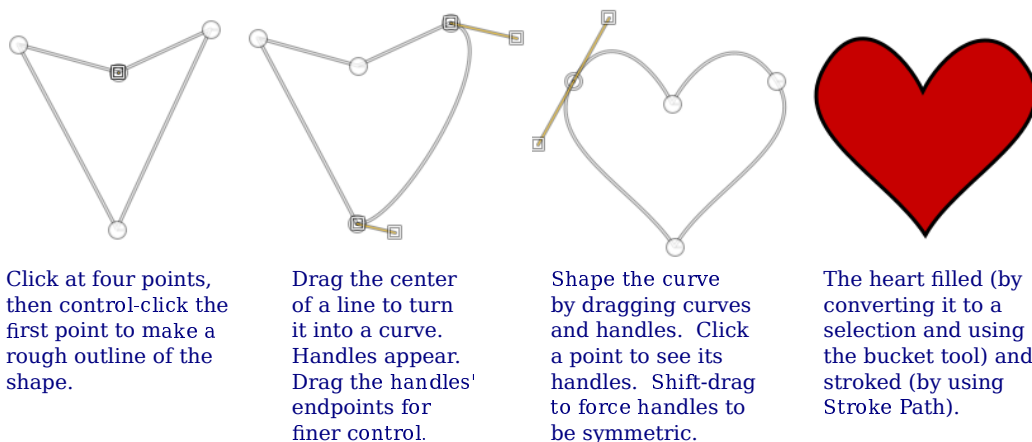 Click at four points,
then control-click the
first point to make a
rough outline of the
shape.
Drag the center
of a line to turn
it into a curve.
Handles appear.
Drag the handles'
endpoints for
finer control.
Shape the curve
by dragging curves
and handles.  Click
a point to see its
handles.  Shift-drag
to force handles to
be symmetric.
The heart filled (by
converting it to a
selection and using
the bucket tool) and
stroked (by using
Stroke Path).